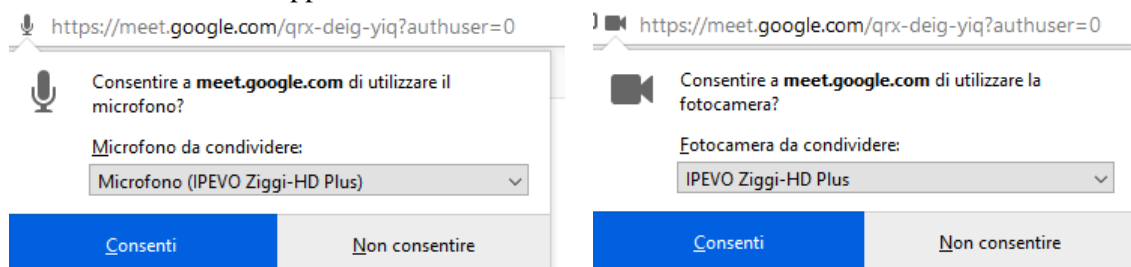 https://meet.google.com/qrx-deig-yiq?authuser=0
Consentire a meet.google.com di utilizzare il
microfono?
Microfono da condividere:
Microfono (IPEVO Ziggi-HD Plus)
Consenti
Non consentire
https://meet.google.com/qrx-deig-yiq?authuser=0
Consentire a meet.google.com di utilizzare la
fotocamera?
Fotocamera da condividere:
IPEVO Ziggi-HD Plus
Consenti
Non consentire